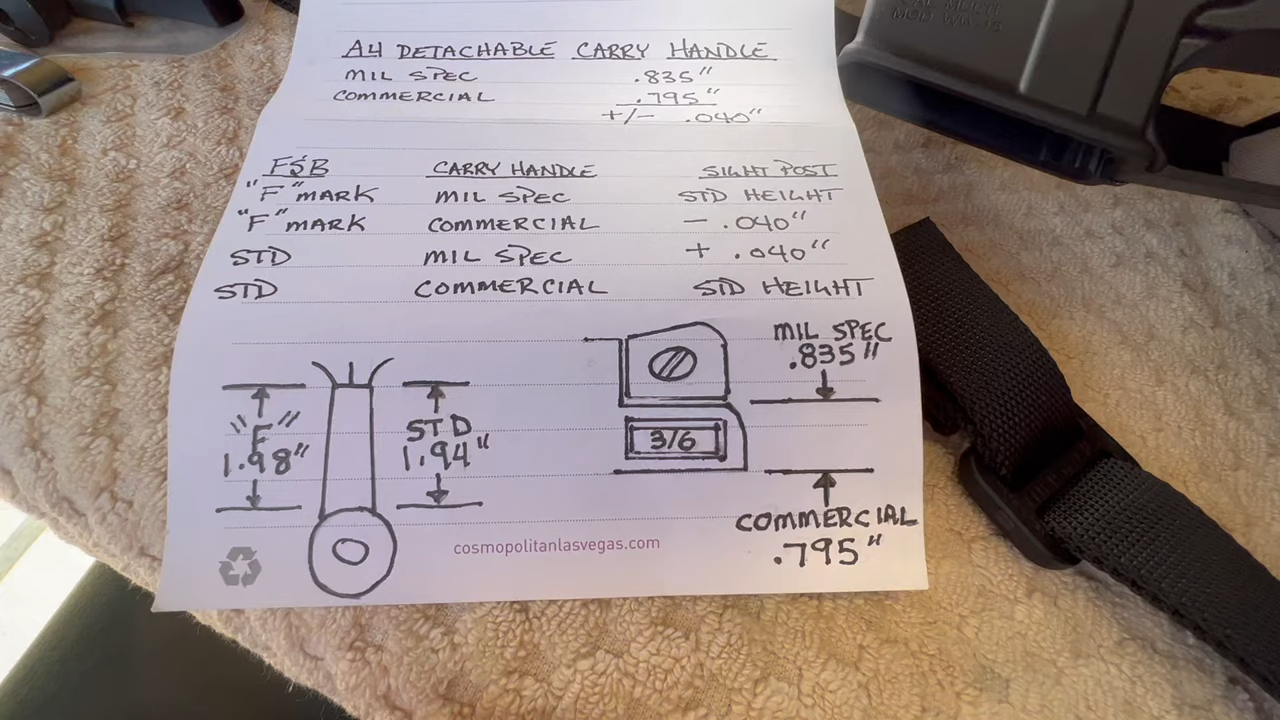 A4 DETACHABLE CARRY HANDLE
MIL SPEC .835"
COMMERCIAL .795"
+/- .040"
FSB CARRY HANDLE SIGHT POST
"F" MARK MIL SPEC STD HEIGHT
"F" MARK COMMERCIAL - .040"
STD MIL SPEC + .040"
STD COMMERCIAL STD HEIGHT
"F"
1.98"
STD
1.94"
3/6
MIL SPEC
.835"
COMMERCIAL
.795"
cosmopolitanlasvegas.com